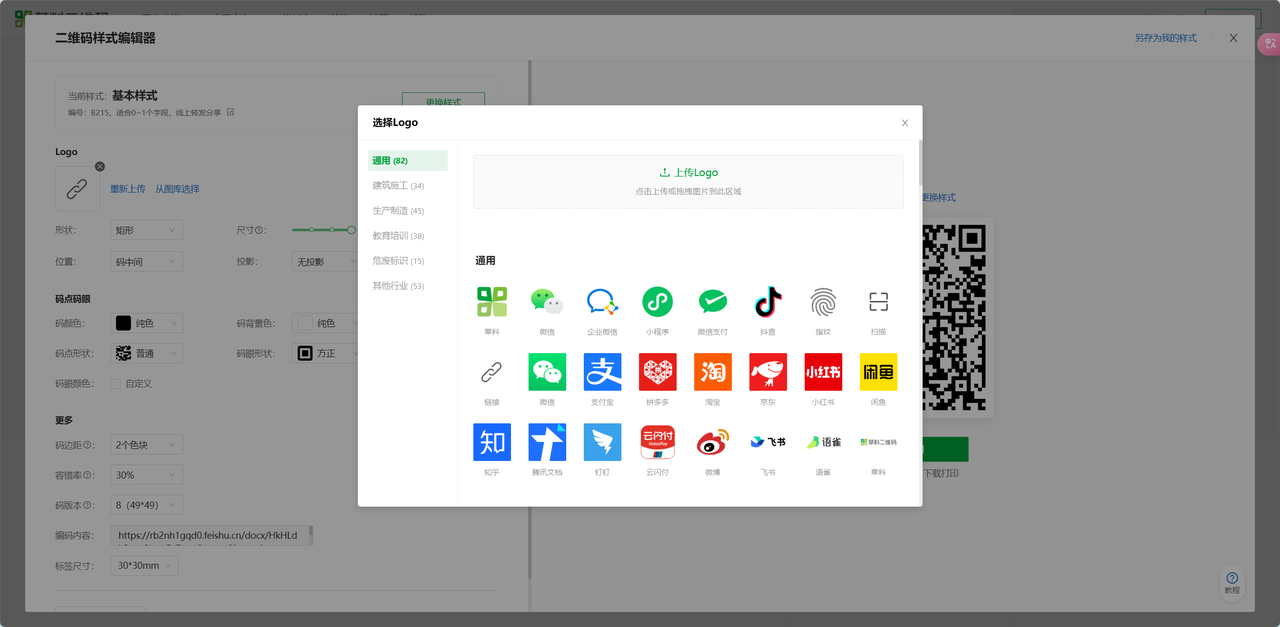 二维码样式编辑器
另存为我的样式
当前样式: 基本样式
更换样式
编号: B215, 适合0~1个字段, 线上转发分享
Logo
重新上传 从图库选择
形状: 矩形 尺寸
位置: 码中间 投影: 无投影
码点码眼
码颜色: 纯色 码背景色: 纯色
码点形状: 普通 码眼形状: 方正
码眼颜色: 自定义
更多
码边距 2个色块
容错率 30%
码版本 8 (49*49)
编码内容: https://rb2nh1gqd0.feishu.cn/docx/HkHLd
标签尺寸: 30*30mm
选择Logo
通用 (82)
建筑施工 (34)
生产制造 (45)
教育培训 (38)
危废标识 (15)
其他行业 (53)
上传Logo
点击上传或拖拽图片到此区域
通用
草料 微信 企业微信 小程序 微信支付 抖音 指纹 扫描
支 淘 小红书 闲鱼
链接 微信 支付宝 拼多多 淘宝 京东 小红书 闲鱼
知 云闪付 飞书 语雀 草料二维码
知乎 腾讯文档 钉钉 云闪付 微博 飞书 语雀 草料
更换样式
下载打印
教程